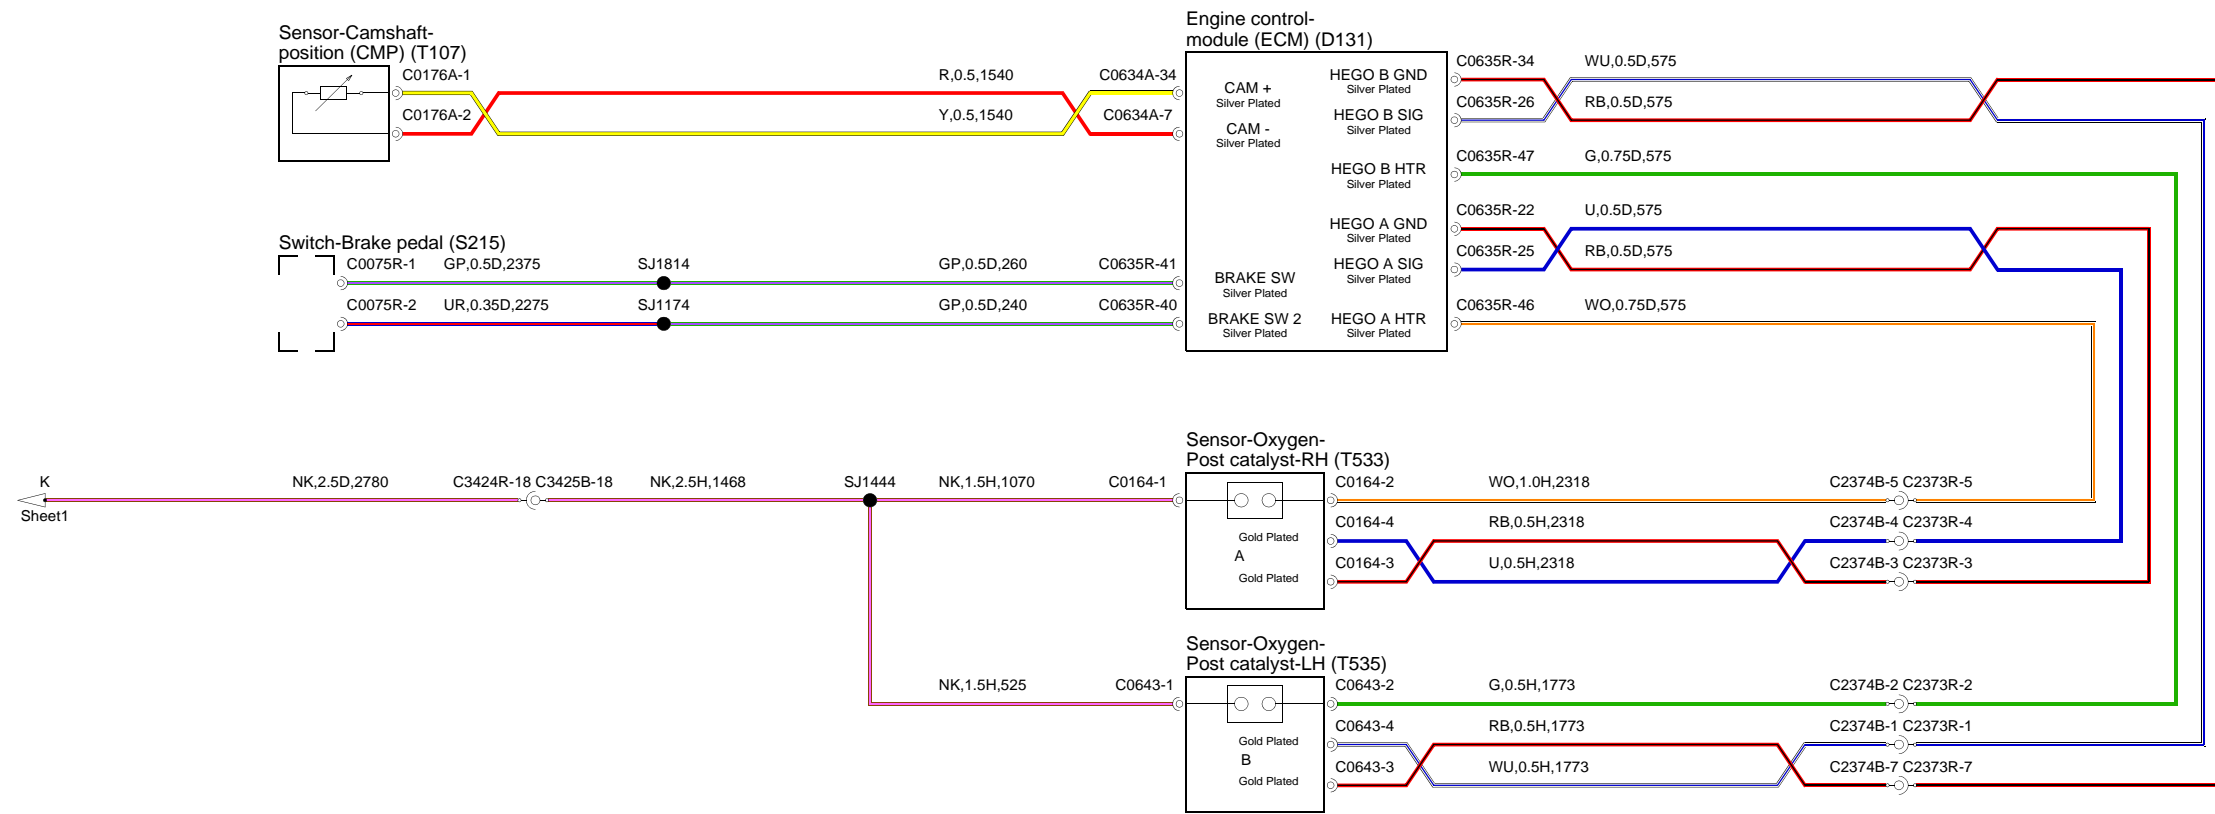 Sensor-Camshaft-
position (CMP) (T107)
C0176A-1
R,0.5,1540
C0634A-34
C0176A-2
Y,0.5,1540
C0634A-7
Engine control-
module (ECM) (D131)
CAM +
Silver Plated
CAM -
Silver Plated
BRAKE SW
Silver Plated
BRAKE SW 2
Silver Plated
HEGO B GND
Silver Plated
HEGO B SIG
Silver Plated
HEGO B HTR
Silver Plated
HEGO A GND
Silver Plated
HEGO A SIG
Silver Plated
HEGO A HTR
Silver Plated
C0635R-34
WU,0.5D,575
C0635R-26
RB,0.5D,575
C0635R-47
G,0.75D,575
C0635R-22
U,0.5D,575
C0635R-25
RB,0.5D,575
C0635R-46
WO,0.75D,575
Switch-Brake pedal (S215)
C0075R-1
GP,0.5D,2375
SJ1814
GP,0.5D,260
C0635R-41
C0075R-2
UR,0.35D,2275
SJ1174
GP,0.5D,240
C0635R-40
K
Sheet1
NK,2.5D,2780
C3424R-18 C3425B-18
NK,2.5H,1468
SJ1444
NK,1.5H,1070
C0164-1
Sensor-Oxygen-
Post catalyst-RH (T533)
Gold Plated
A
Gold Plated
C0164-2
WO,1.0H,2318
C2374B-5 C2373R-5
C0164-4
RB,0.5H,2318
C2374B-4 C2373R-4
C0164-3
U,0.5H,2318
C2374B-3 C2373R-3
Sensor-Oxygen-
Post catalyst-LH (T535)
NK,1.5H,525
C0643-1
Gold Plated
B
Gold Plated
C0643-2
G,0.5H,1773
C2374B-2 C2373R-2
C0643-4
RB,0.5H,1773
C2374B-1 C2373R-1
C0643-3
WU,0.5H,1773
C2374B-7 C2373R-7